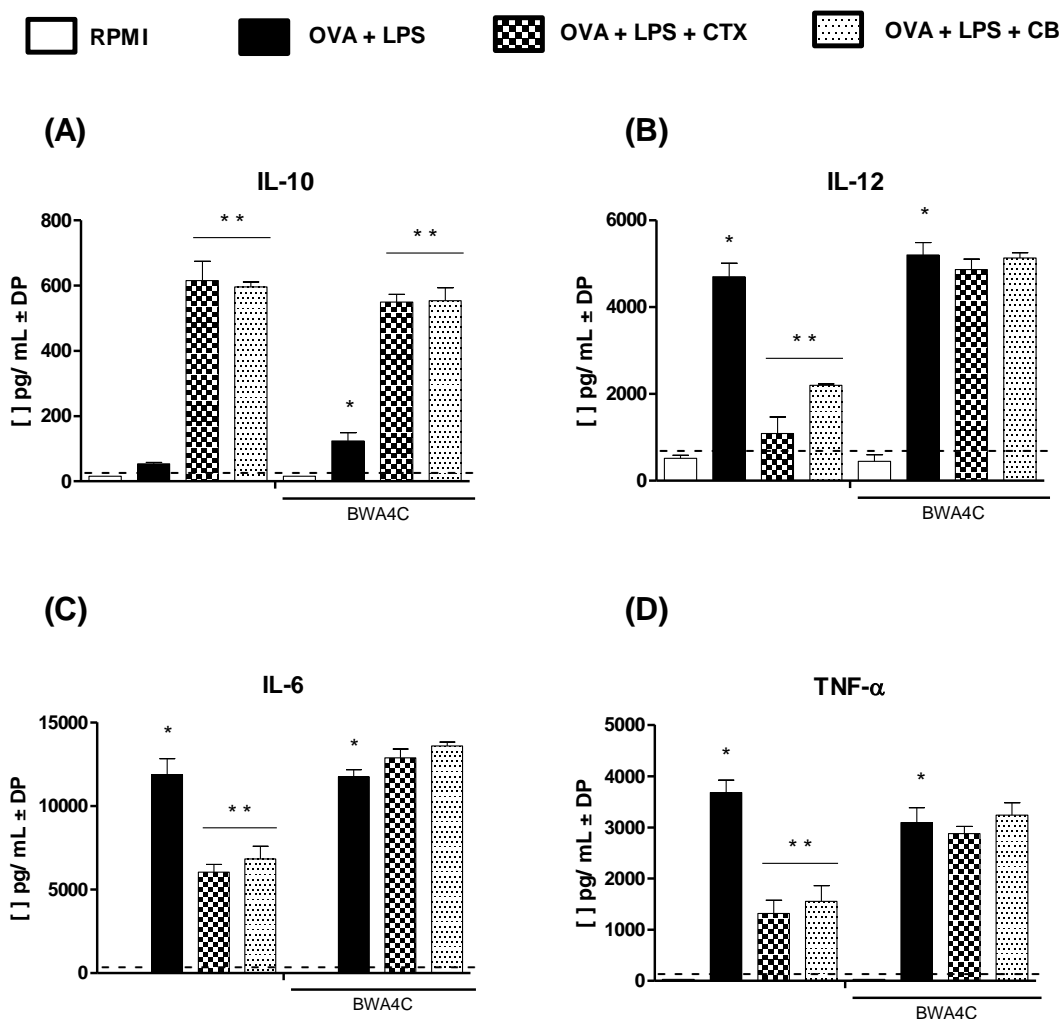 RPMI OVA + LPS OVA + LPS + CTX OVA + LPS + CB
(A) (B)
IL-10
[ ] pg/ mL ± DP
800
600
400
200
0
* *
*
* *
BWA4C
IL-12
[ ] pg/ mL ± DP
6000
4000
2000
0
*
* *
*
BWA4C
(C) (D)
IL-6
[ ] pg/ mL ± DP
15000
10000
5000
0
*
* *
*
BWA4C
TNF-α
[ ] pg/ mL ± DP
5000
4000
3000
2000
1000
0
*
* *
*
BWA4C